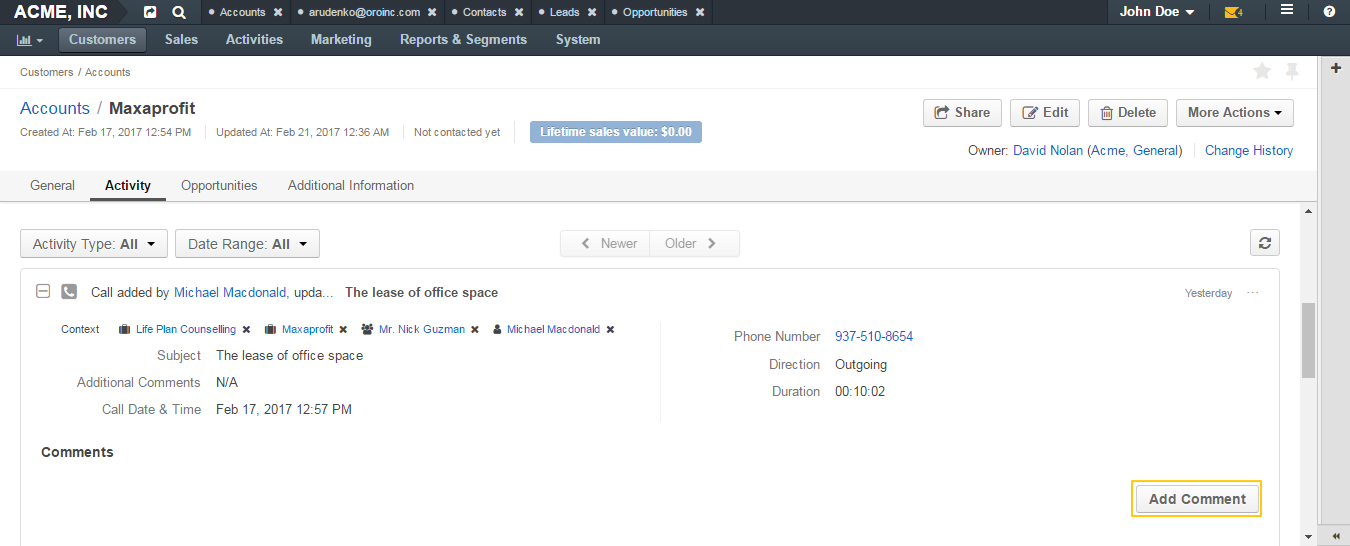 ACME, INC Accounts arudenko@oroinc.com Contacts Leads Opportunities John Doe 4
Customers Sales Activities Marketing Reports & Segments System
Customers / Accounts
Accounts / Maxaprofit Share Edit Delete More Actions
Created At: Feb 17, 2017 12:54 PM Updated At: Feb 21, 2017 12:36 AM Not contacted yet Lifetime sales value: $0.00
Owner: David Nolan (Acme, General) Change History
General Activity Opportunities Additional Information
Activity Type: All Date Range: All Newer Older
Call added by Michael Macdonald, upda... The lease of office space Yesterday ...
Context Life Plan Counselling Maxaprofit Mr. Nick Guzman Michael Macdonald
Phone Number 937-510-8654
Subject The lease of office space
Direction Outgoing
Additional Comments N/A
Duration 00:10:02
Call Date & Time Feb 17, 2017 12:57 PM
Comments
Add Comment